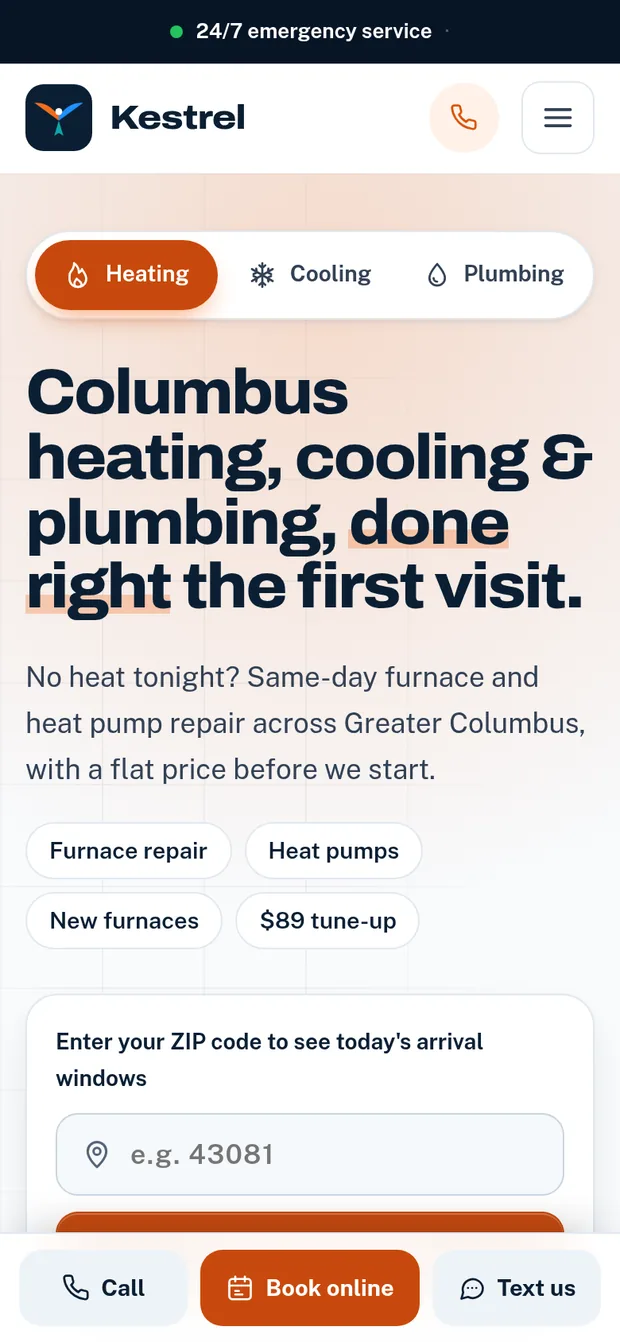 24/7 emergency service ·
Kestrel
Heating
Cooling
Plumbing
Columbus
heating, cooling &
plumbing, done
right the first visit.
No heat tonight? Same-day furnace and
heat pump repair across Greater Columbus,
with a flat price before we start.
Furnace repair
Heat pumps
New furnaces
$89 tune-up
Enter your ZIP code to see today's arrival
windows
e.g. 43081
Call
Book online
Text us